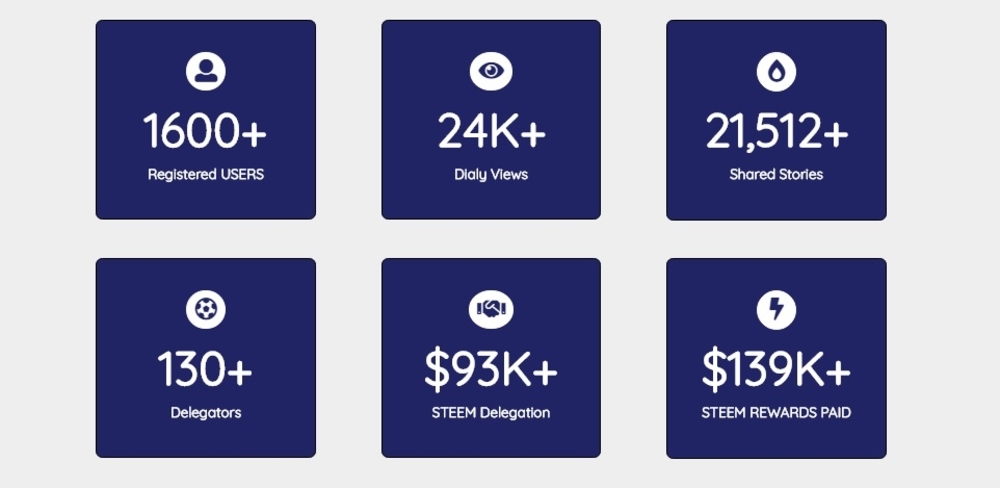 1600+
Registered USERS
24K+
Dialy Views
21,512+
Shared Stories
130+
Delegators
$93K+
STEEM Delegation
$139K+
STEEM REWARDS PAID